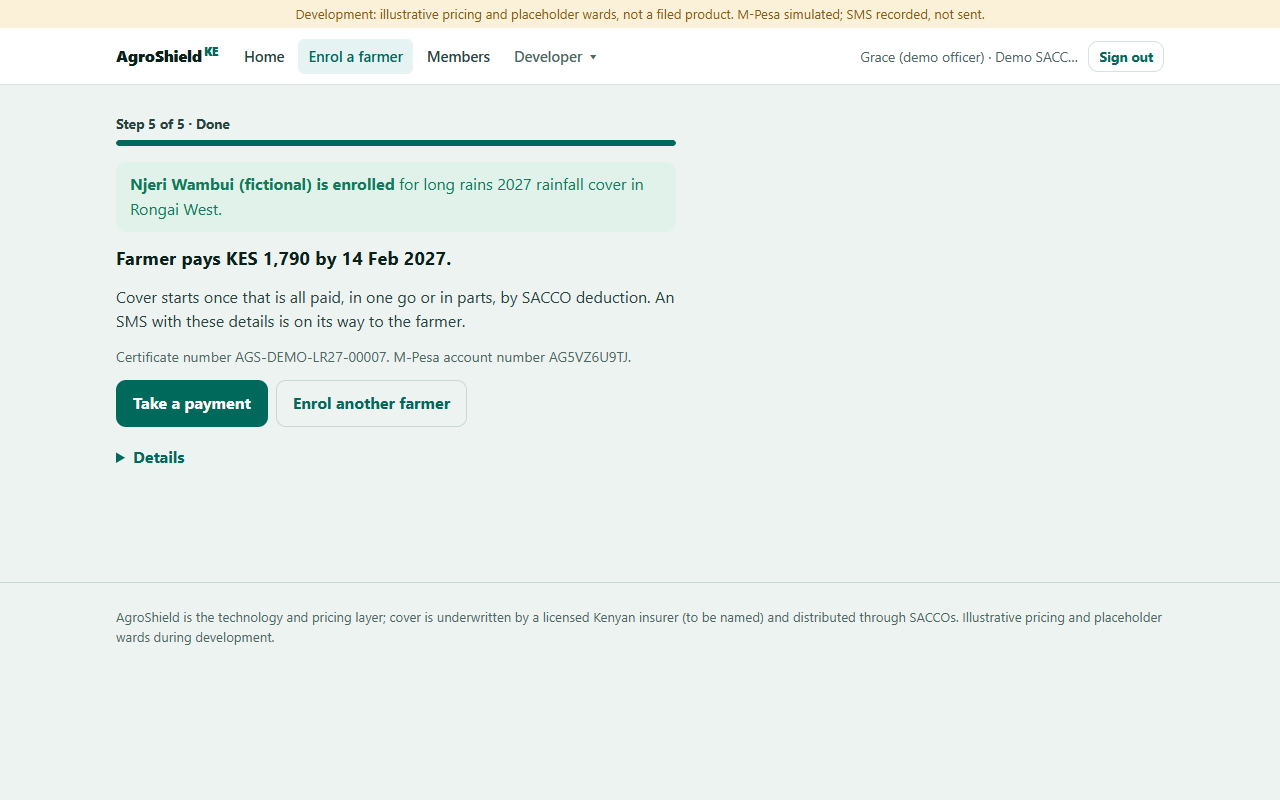 Development: illustrative pricing and placeholder wards, not a filed product. M-Pesa simulated; SMS recorded, not sent.
AgroShield KE Home Enrol a farmer Members Developer ▾ Grace (demo officer) · Demo SACC... Sign out
Step 5 of 5 · Done
Njeri Wambui (fictional) is enrolled for long rains 2027 rainfall cover in
Rongai West.
Farmer pays KES 1,790 by 14 Feb 2027.
Cover starts once that is all paid, in one go or in parts, by SACCO deduction. An
SMS with these details is on its way to the farmer.
Certificate number AGS-DEMO-LR27-00007. M-Pesa account number AG5VZ6U9TJ.
Take a payment Enrol another farmer
▶ Details
AgroShield is the technology and pricing layer; cover is underwritten by a licensed Kenyan insurer (to be named) and distributed through SACCOs. Illustrative pricing and placeholder
wards during development.